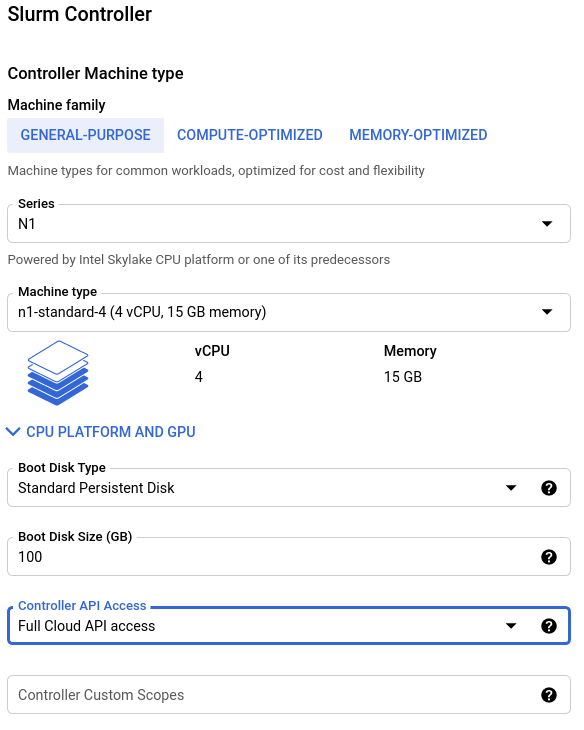 Slurm Controller
Controller Machine type
Machine family
GENERAL-PURPOSE COMPUTE-OPTIMIZED MEMORY-OPTIMIZED
Machine types for common workloads, optimized for cost and flexibility
Series
N1
Powered by Intel Skylake CPU platform or one of its predecessors
Machine type
n1-standard-4 (4 vCPU, 15 GB memory)
vCPU Memory
4 15 GB
CPU PLATFORM AND GPU
Boot Disk Type
Standard Persistent Disk
Boot Disk Size (GB)
100
Controller API Access
Full Cloud API access
Controller Custom Scopes